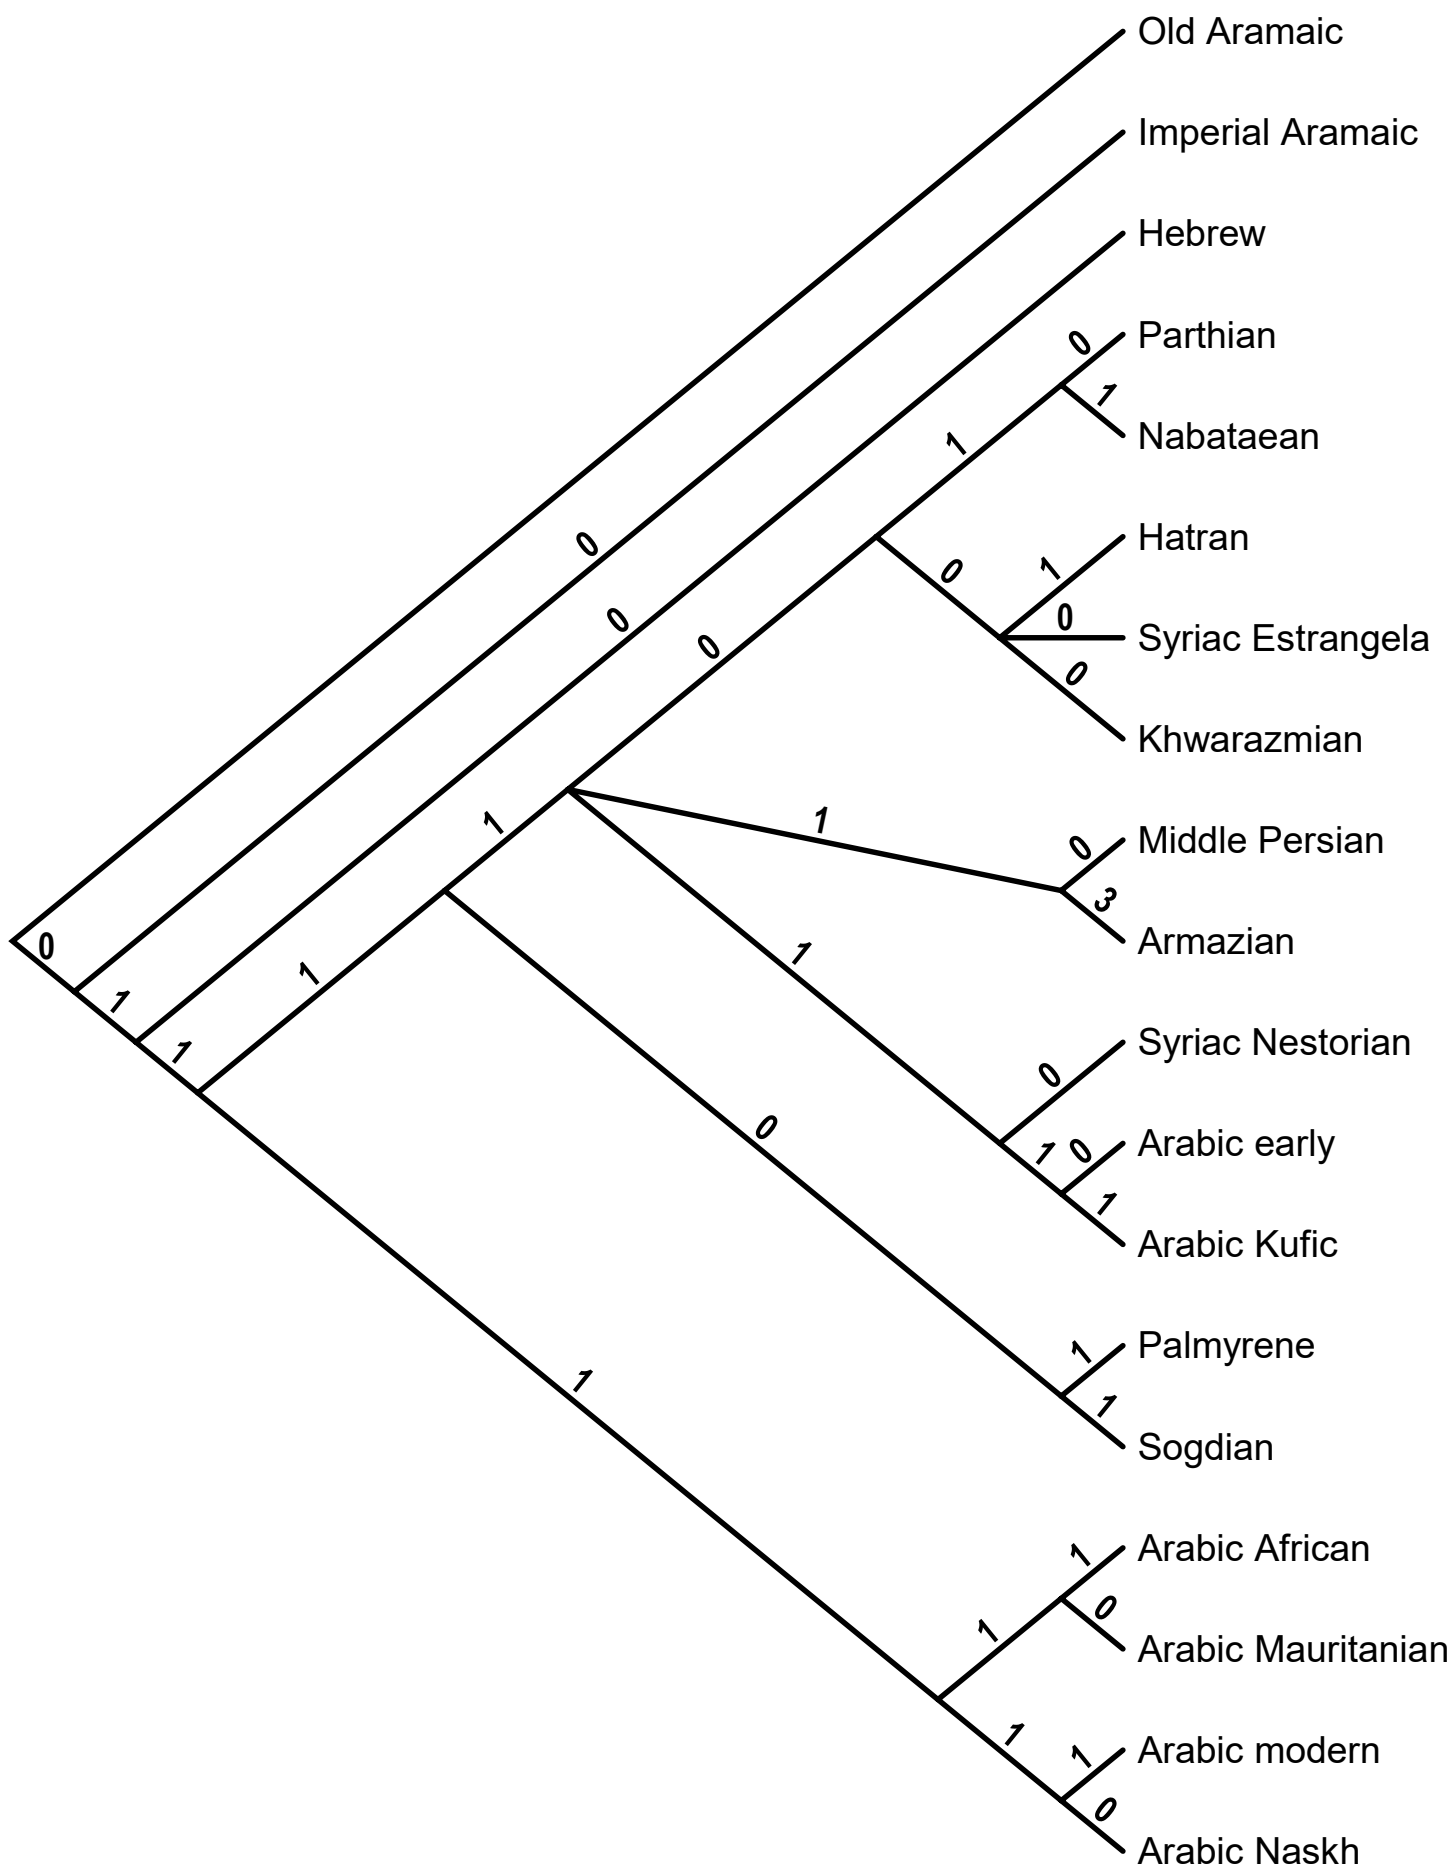 Old Aramaic
Imperial Aramaic
Hebrew
0
Parthian
1
Nabataean
1
Hatran
1
0
0
0
Syriac Estrangela
0
0
0
0
Khwarazmian
1
1
0
Middle Persian
3
Armazian
1
0
1
1
1
Syriac Nestorian
1
0
0
1
0
Arabic early
1
Arabic Kufic
1
1
Palmyrene
1
Sogdian
1
Arabic African
0
1
Arabic Mauritanian
1
1
Arabic modern
0
Arabic Naskh